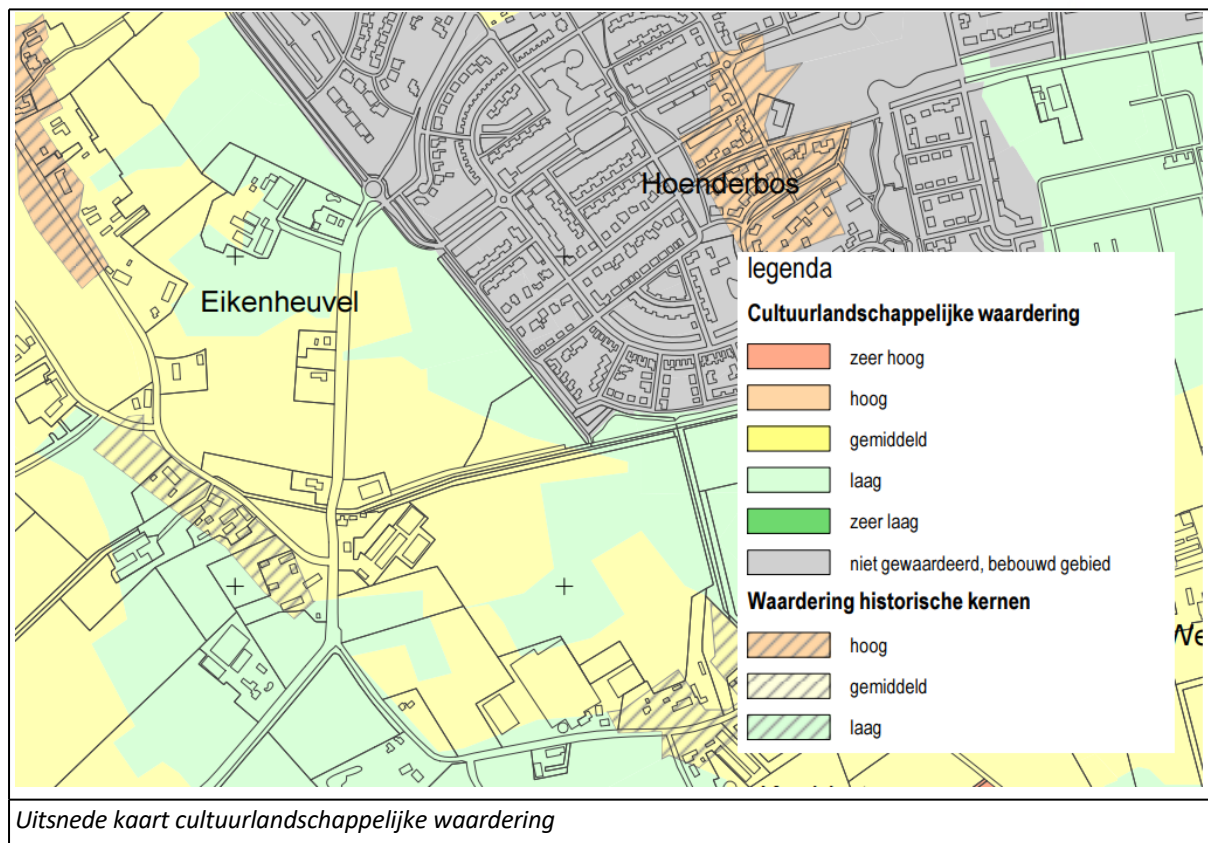 Hoenderbos
Eikenheuvel
legenda
Cultuurlandschappelijke waardering
zeer hoog
hoog
gemiddeld
laag
zeer laag
niet gewaardeerd, bebouwd gebied
Waardering historische kernen
hoog
gemiddeld
laag
We
Uitsnede kaart cultuurlandschappelijke waardering